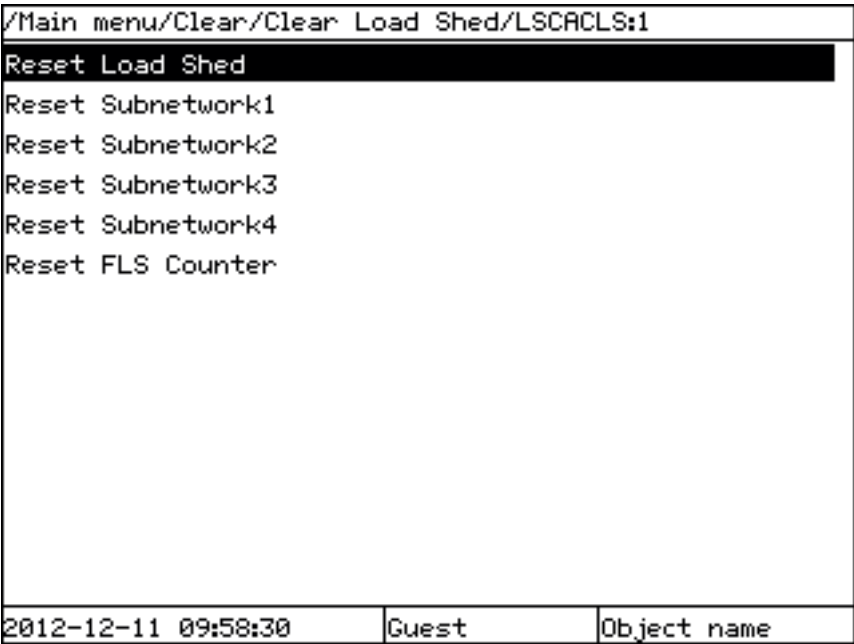 /Main menu/Clear/Clear Load Shed/LSCACLS:1
Reset Load Shed
Reset Subnetwork1
Reset Subnetwork2
Reset Subnetwork3
Reset Subnetwork4
Reset FLS Counter
2012-12-11 09:58:30 Guest Object name